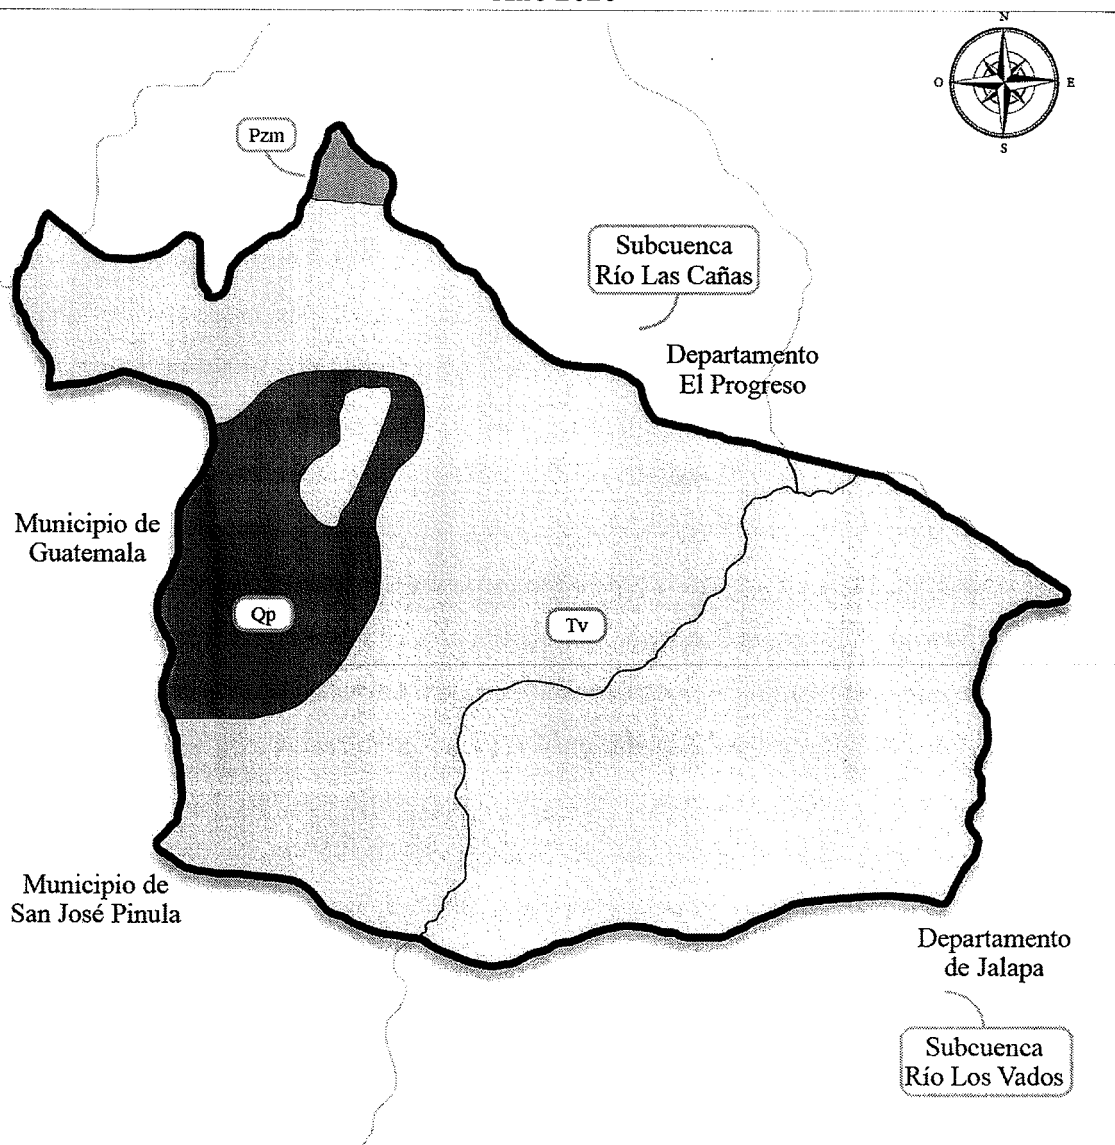 N
O
E
S
Pzm
Subcuenca
Río Las Cañas
Departamento
El Progreso
Municipio de
Guatemala
Qp
Tv
Municipio de
San José Pinula
Departamento
de Jalapa
Subcuenca
Río Los Vados